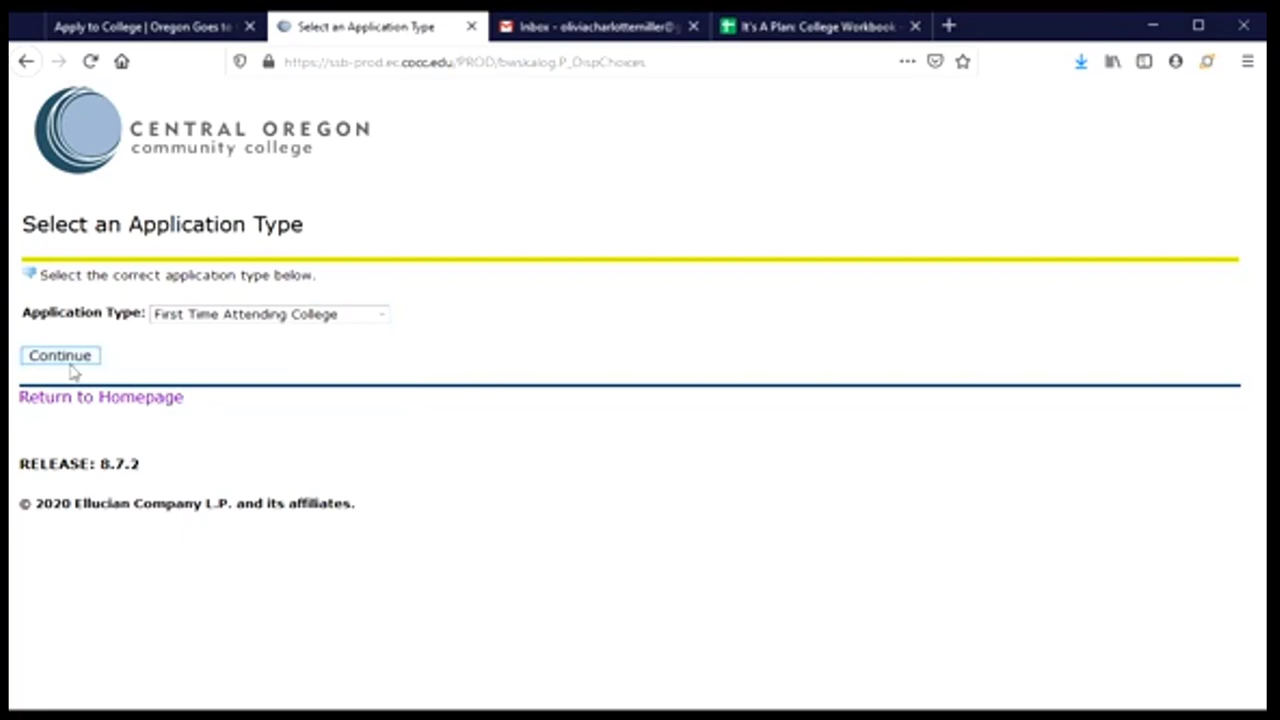 Apply to College | Oregon Goes to
Select an Application Type
Inbox - oliviacharlottemiller@g
It's A Plan: College Workbook -
https://ssb-prod.ec.cocc.edu/PROD/bwskalog.P_DispChoices
CENTRAL OREGON
community college
Select an Application Type
Select the correct application type below.
Application Type: First Time Attending College
Continue
Return to Homepage
RELEASE: 8.7.2
© 2020 Ellucian Company L.P. and its affiliates.